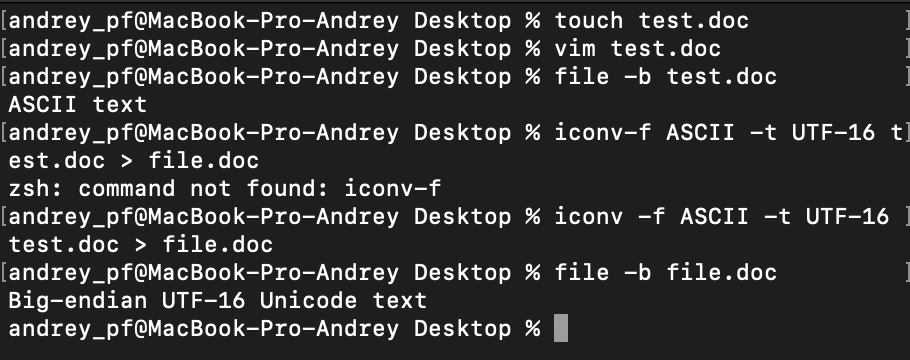 [andrey_pf@MacBook-Pro-Andrey Desktop % touch test.doc ]
[andrey_pf@MacBook-Pro-Andrey Desktop % vim test.doc ]
[andrey_pf@MacBook-Pro-Andrey Desktop % file -b test.doc ]
ASCII text
[andrey_pf@MacBook-Pro-Andrey Desktop % iconv-f ASCII -t UTF-16 t]
est.doc > file.doc
zsh: command not found: iconv-f
[andrey_pf@MacBook-Pro-Andrey Desktop % iconv -f ASCII -t UTF-16 ]
test.doc > file.doc
[andrey_pf@MacBook-Pro-Andrey Desktop % file -b file.doc ]
Big-endian UTF-16 Unicode text
andrey_pf@MacBook-Pro-Andrey Desktop %